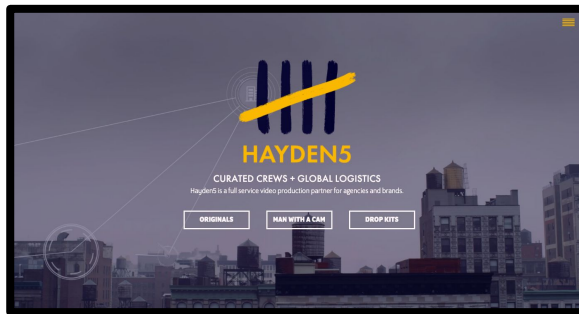 HAYDEN5
CURATED CREWS + GLOBAL LOGISTICS
Hayden5 is a full service video production partner for agencies and brands.
ORIGINALS
MAN WITH A CAM
DROP KITS